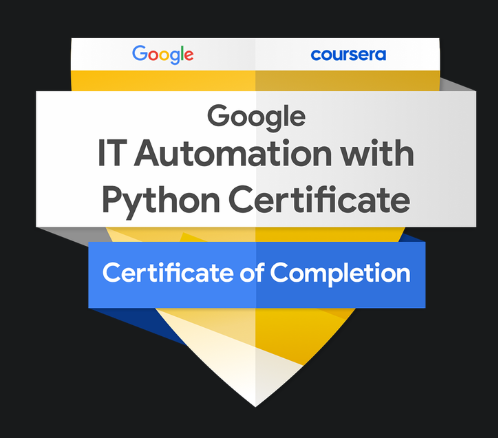 Google coursera
Google
IT Automation with
Python Certificate
Certificate of Completion